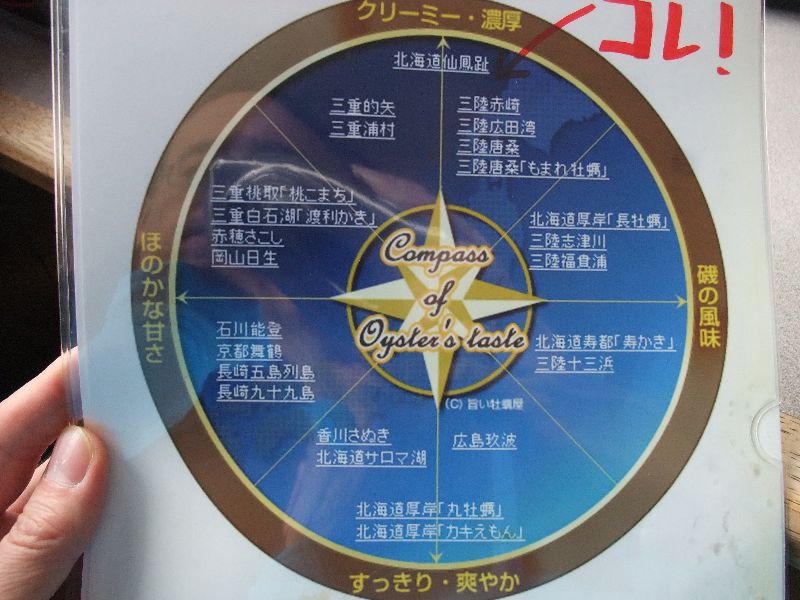 クリーミー・濃厚
コレ!
北海道仙鳳趾
三重的矢
三重浦村
三陸赤崎
三陸広田湾
三陸唐桑
三陸唐桑「もまれ牡蠣」
三重桃取「桃こまち」
三重白石湖「渡利かき」
赤穂さこし
岡山日生
北海道厚岸「長牡蠣」
三陸志津川
三陸福貴浦
ほのかな甘さ
磯の風味
Compass
of
Oyster's taste
石川能登
京都舞鶴
長崎五島列島
長崎九十九島
北海道寿都「寿かき」
三陸十三浜
(C) 旨い牡蠣屋
香川さぬき
北海道サロマ湖
広島玖波
北海道厚岸「丸牡蠣」
北海道厚岸「カキえもん」
すっきり・爽やか